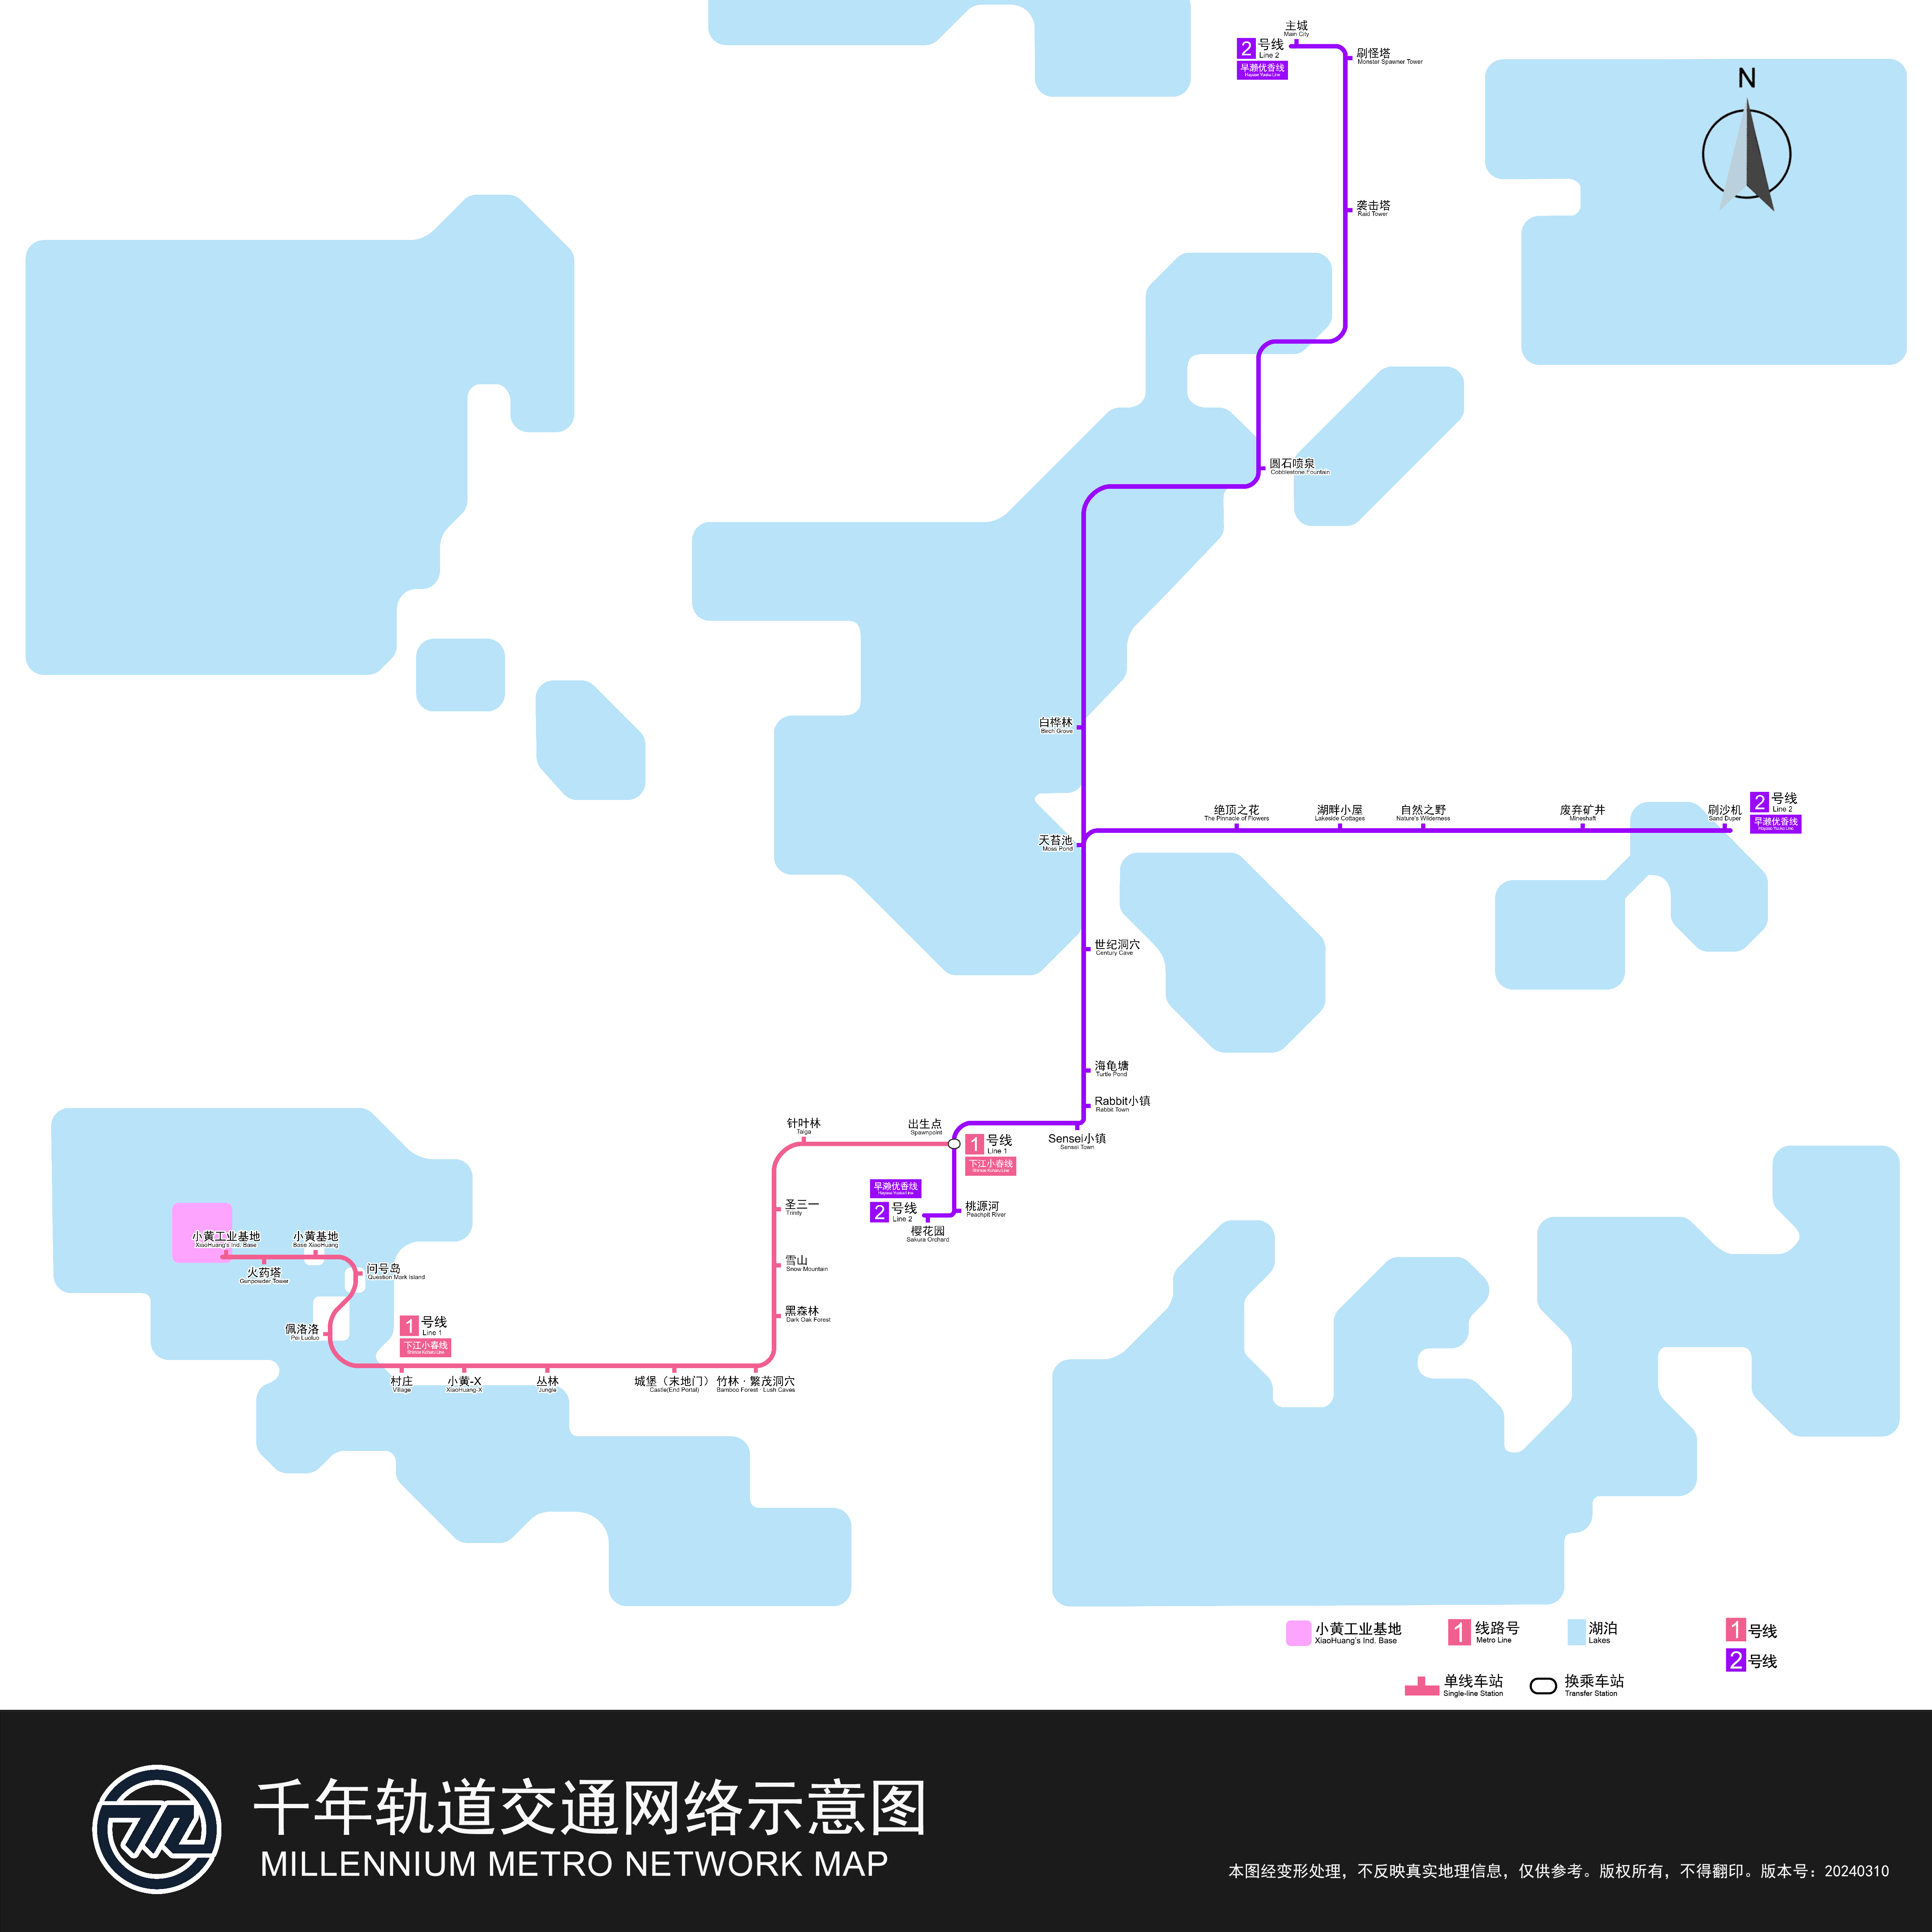 主城
Main City
2 号线
Line 2
早濑优香线
Hayase Yuuka Line
刷怪塔
Monster Spawner Tower
N
袭击塔
Raid Tower
圆石喷泉
Cobblestone Fountain
白桦林
Birch Grove
绝顶之花
The Pinnacle of Flowers
湖畔小屋
Lakeside Cottages
自然之野
Nature's Wilderness
废弃矿井
Mineshaft
刷沙机
Sand Duper
2 号线
Line 2
早濑优香线
Hayase Yuuka Line
天苔池
Moss Pond
世纪洞穴
Century Cave
海龟塘
Turtle Pond
Rabbit小镇
Rabbit Town
Sensei小镇
Sensei Town
针叶林
Taiga
出生点
Spawnpoint
1 号线
Line 1
下江小春线
Shimoe Koharu Line
早濑优香线
Hayase Yuuka Line
2 号线
Line 2
桃源河
Peachpit River
樱花园
Sakura Orchard
圣三一
Trinity
雪山
Snow Mountain
黑森林
Dark Oak Forest
小黄工业基地
XiaoHuang's Ind. Base
小黄基地
Base XiaoHuang
火药塔
Gunpowder Tower
问号岛
Question Mark Island
佩洛洛
Pei Luoluo
1 号线
Line 1
下江小春线
Shimoe Koharu Line
村庄
Village
小黄-X
XiaoHuang-X
丛林
Jungle
城堡（末地门）
Castle(End Portal)
竹林 · 繁茂洞穴
Bamboo Forest · Lush Caves
小黄工业基地
XiaoHuang's Ind. Base
1 线路号
Metro Line
湖泊
Lakes
1 号线
2 号线
单线车站
Single-line Station
换乘车站
Transfer Station
千年轨道交通网络示意图
MILLENNIUM METRO NETWORK MAP
本图经变形处理，不反映真实地理信息，仅供参考。版权所有，不得翻印。版本号：20240310